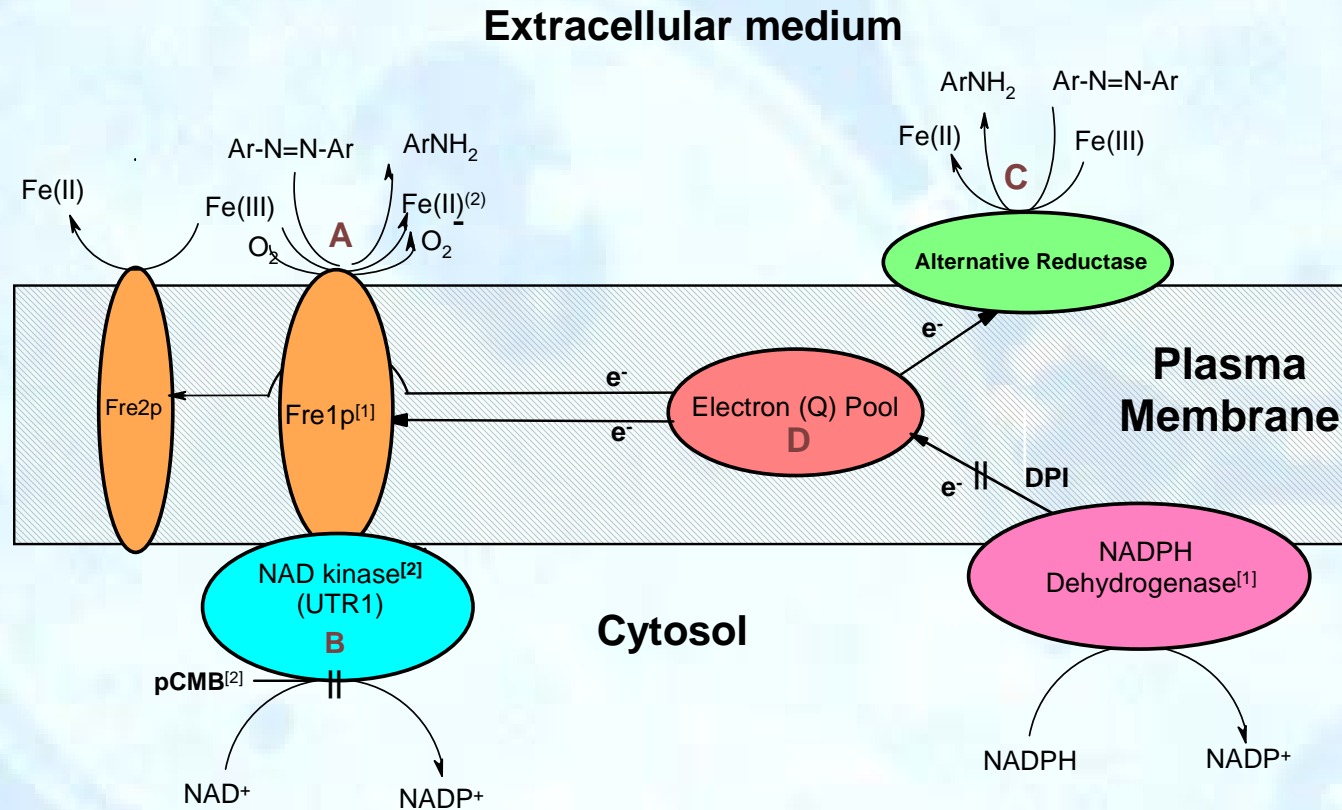 Extracellular medium
ArNH2 Ar-N=N-Ar
Fe(II) Fe(III)
C
Alternative Reductase
Ar-N=N-Ar ArNH2
Fe(II) Fe(III) A Fe(II)(2)
O2 O2-
e-
Plasma
Membrane
Fre2p
Fre1p[1]
e-
e-
Electron (Q) Pool
D
e- DPI
NAD kinase[2]
(UTR1)
B
Cytosol
NADPH
Dehydrogenase[1]
pCMB[2]
NAD+ NADP+
NADPH NADP+